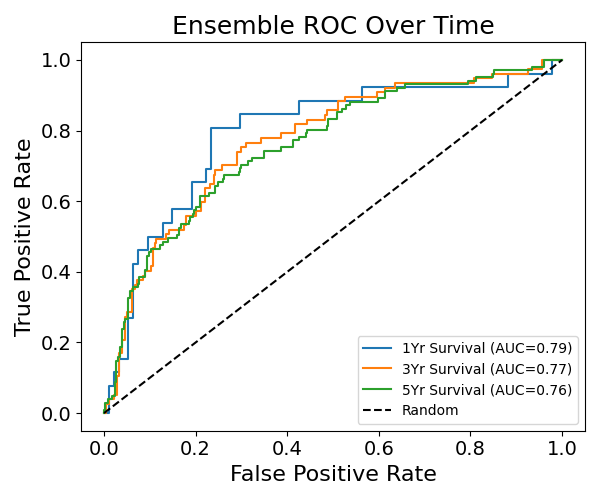 Ensemble ROC Over Time
True Positive Rate
1.0
0.8
0.6
0.4
0.2
0.0
0.0 0.2 0.4 0.6 0.8 1.0
False Positive Rate
1Yr Survival (AUC=0.79)
3Yr Survival (AUC=0.77)
5Yr Survival (AUC=0.76)
Random